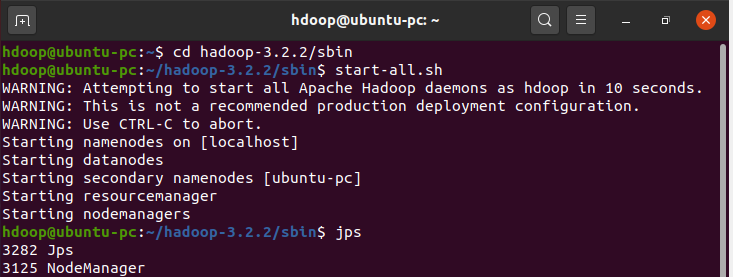 hdoop@ubuntu-pc: ~
hdoop@ubuntu-pc:~$ cd hadoop-3.2.2/sbin
hdoop@ubuntu-pc:~/hadoop-3.2.2/sbin$ start-all.sh
WARNING: Attempting to start all Apache Hadoop daemons as hdoop in 10 seconds.
WARNING: This is not a recommended production deployment configuration.
WARNING: Use CTRL-C to abort.
Starting namenodes on [localhost]
Starting datanodes
Starting secondary namenodes [ubuntu-pc]
Starting resourcemanager
Starting nodemanagers
hdoop@ubuntu-pc:~/hadoop-3.2.2/sbin$ jps
3282 Jps
3125 NodeManager